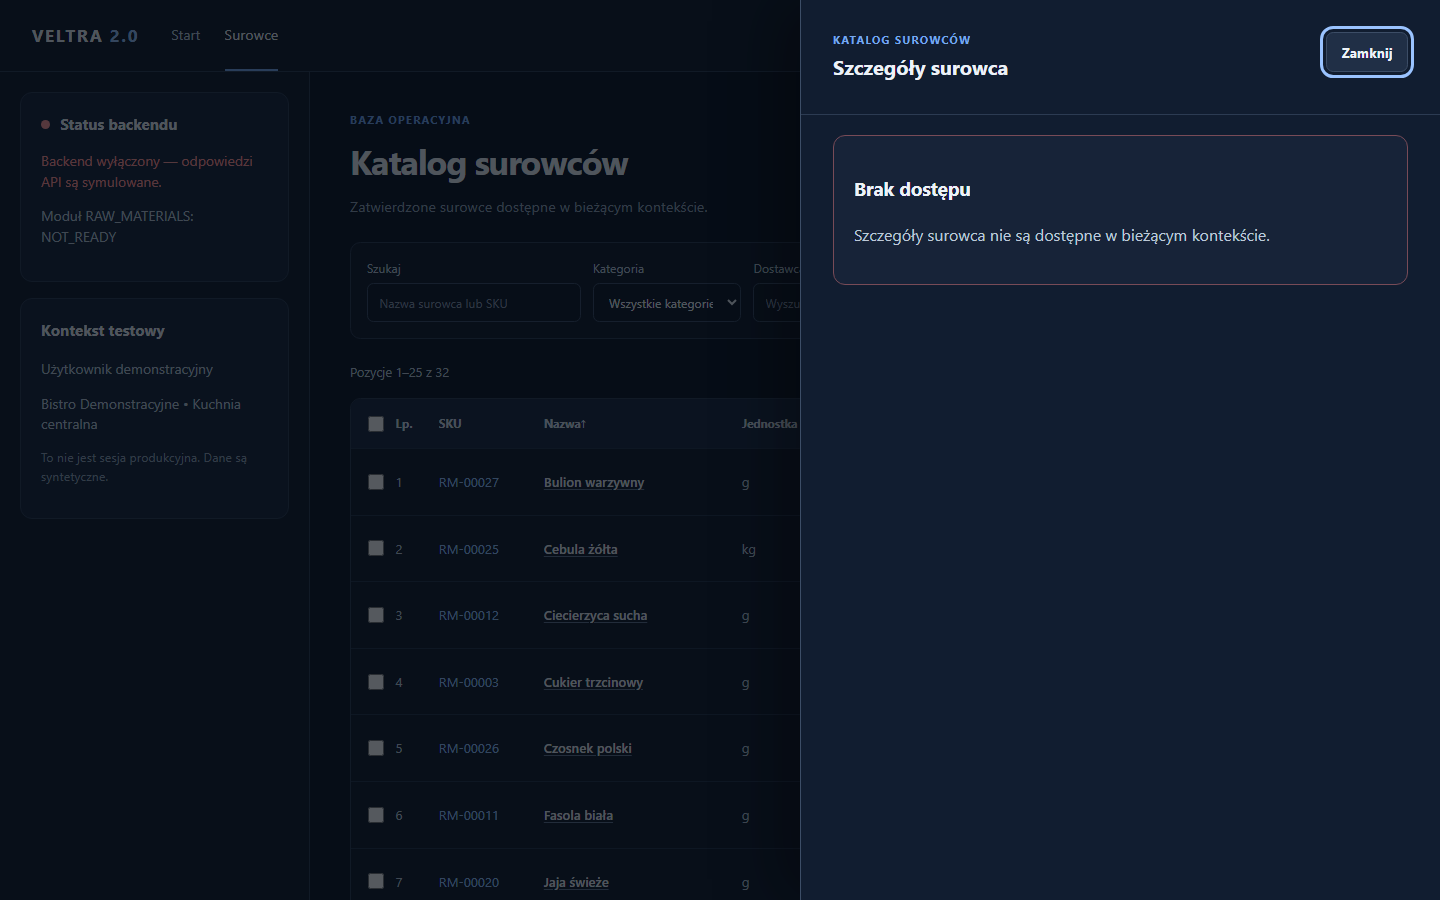 VELTRA 2.0
Start
Surowce
Status backendu
Backend wyłączony — odpowiedzi
API są symulowane.
Moduł RAW_MATERIALS:
NOT_READY
Kontekst testowy
Użytkownik demonstracyjny
Bistro Demonstracyjne • Kuchnia
centralna
To nie jest sesja produkcyjna. Dane są
syntetyczne.
BAZA OPERACYJNA
Katalog surowców
Zatwierdzone surowce dostępne w bieżącym kontekście.
Szukaj
Kategoria
Nazwa surowca lub SKU
Wszystkie kategorie
Pozycje 1–25 z 32
Lp. SKU Nazwa↑ Jednostka
1 RM-00027 Bulion warzywny g
2 RM-00025 Cebula żółta kg
3 RM-00012 Ciecierzyca sucha g
4 RM-00003 Cukier trzcinowy g
5 RM-00026 Czosnek polski g
6 RM-00011 Fasola biała g
7 RM-00020 Jaja świeże g
KATALOG SUROWCÓW
Szczegóły surowca
Zamknij
Brak dostępu
Szczegóły surowca nie są dostępne w bieżącym kontekście.